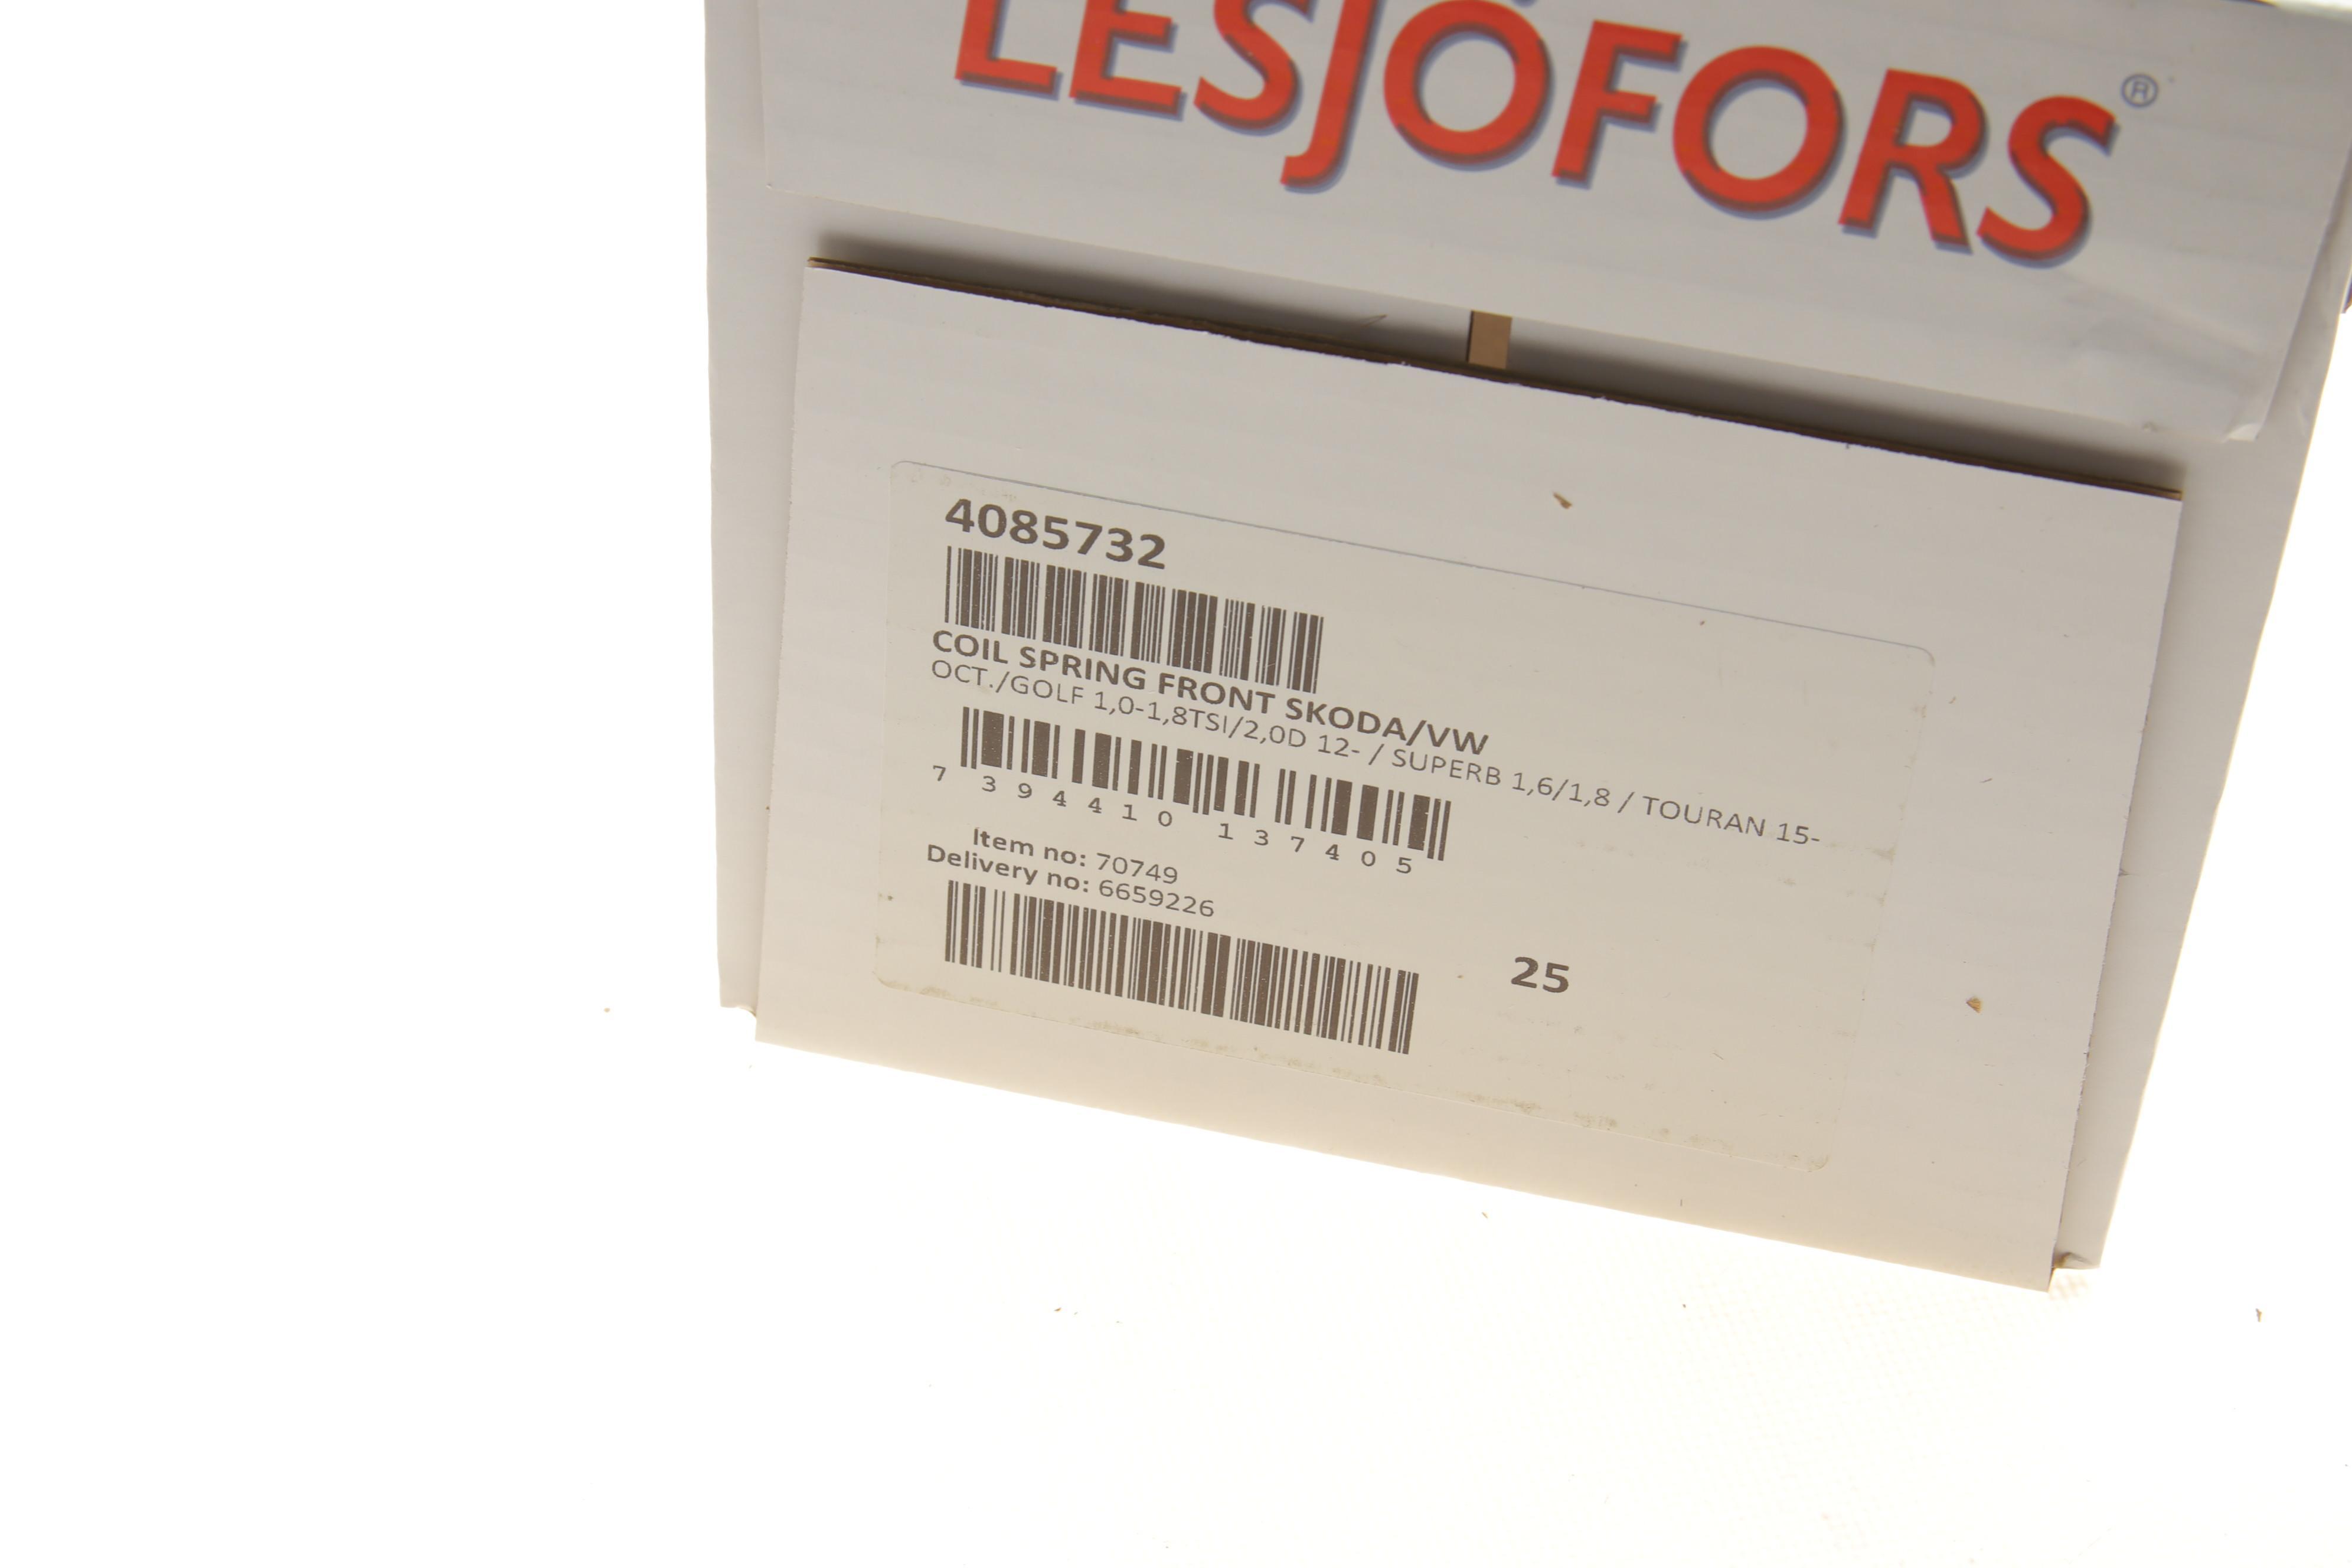 LESJÖFORS®
4085732
COIL SPRING FRONT SKODA/VW
OCT./GOLF 1,0-1,8TSI/2,0D 12- / SUPERB 1,6/1,8 / TOURAN 15-
7 394410 137405
Item no: 70749
Delivery no: 6659226
25